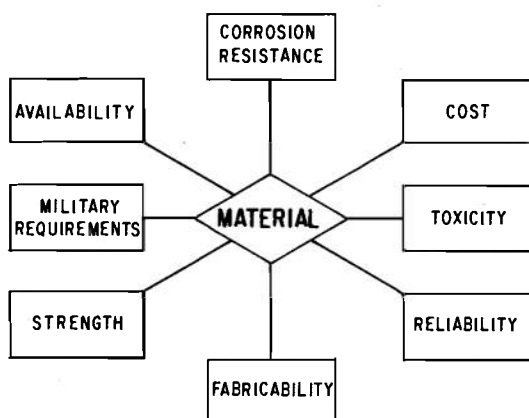 CORROSION
RESISTANCE
AVAILABILITY
COST
MILITARY
REQUIREMENTS
MATERIAL
TOXICITY
STRENGTH
RELIABILITY
FABRICABILITY